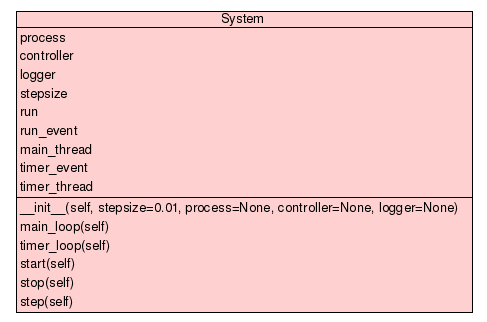 System
process
controller
logger
stepsize
run
run_event
main_thread
timer_event
timer_thread
__init__(self, stepsize=0.01, process=None, controller=None, logger=None)
main_loop(self)
timer_loop(self)
start(self)
stop(self)
step(self)